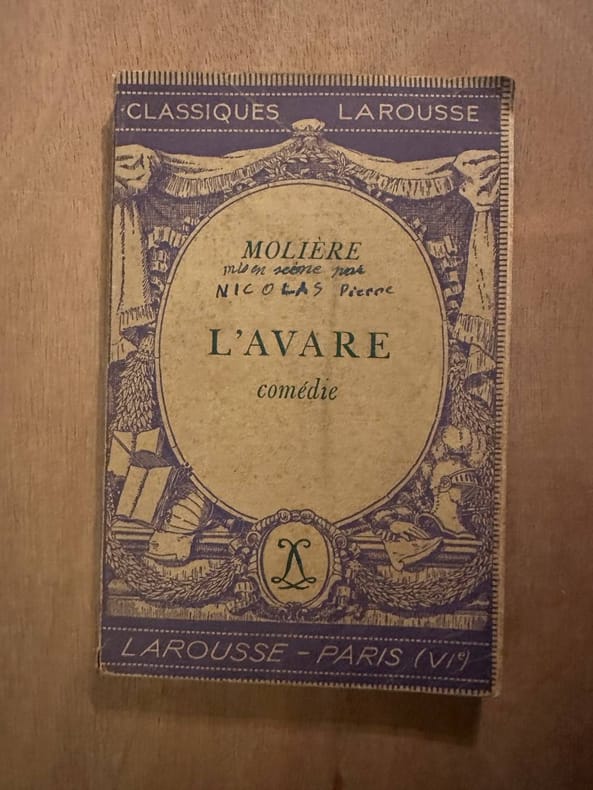 CLASSIQUES LAROUSSE
MOLIÈRE
mis en scène par
NICOLAS Pierre
L'AVARE
comédie
LAROUSSE – PARIS (VIe)